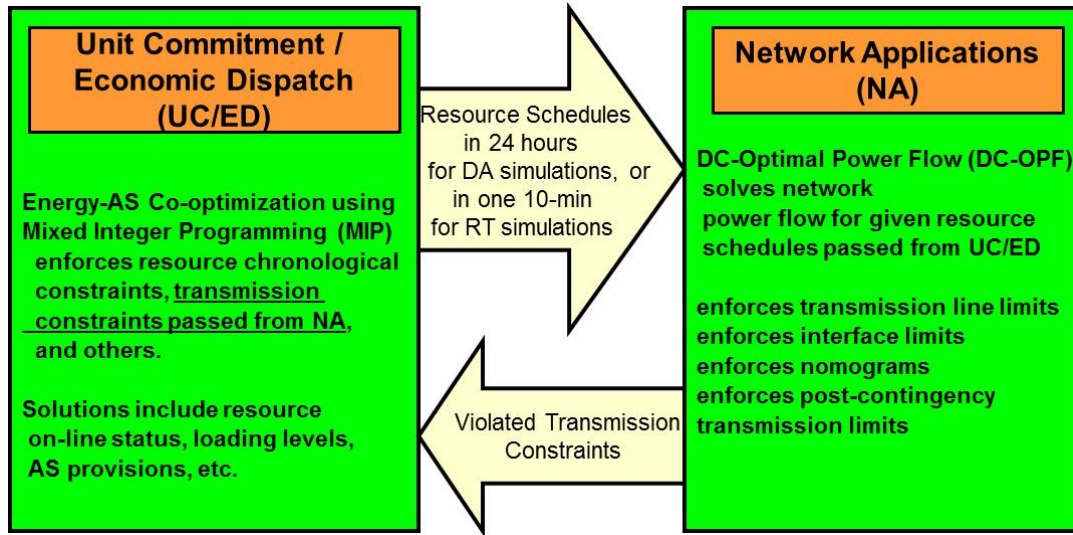 Unit Commitment /
Economic Dispatch
(UC/ED)
Energy-AS Co-optimization using
Mixed Integer Programming (MIP)
enforces resource chronological
constraints, transmission
constraints passed from NA,
and others.
Solutions include resource
on-line status, loading levels,
AS provisions, etc.
Resource Schedules
in 24 hours
for DA simulations, or
in one 10-min
for RT simulations
Violated Transmission
Constraints
Network Applications
(NA)
DC-Optimal Power Flow (DC-OPF)
solves network
power flow for given resource
schedules passed from UC/ED
enforces transmission line limits
enforces interface limits
enforces nomograms
enforces post-contingency
transmission limits